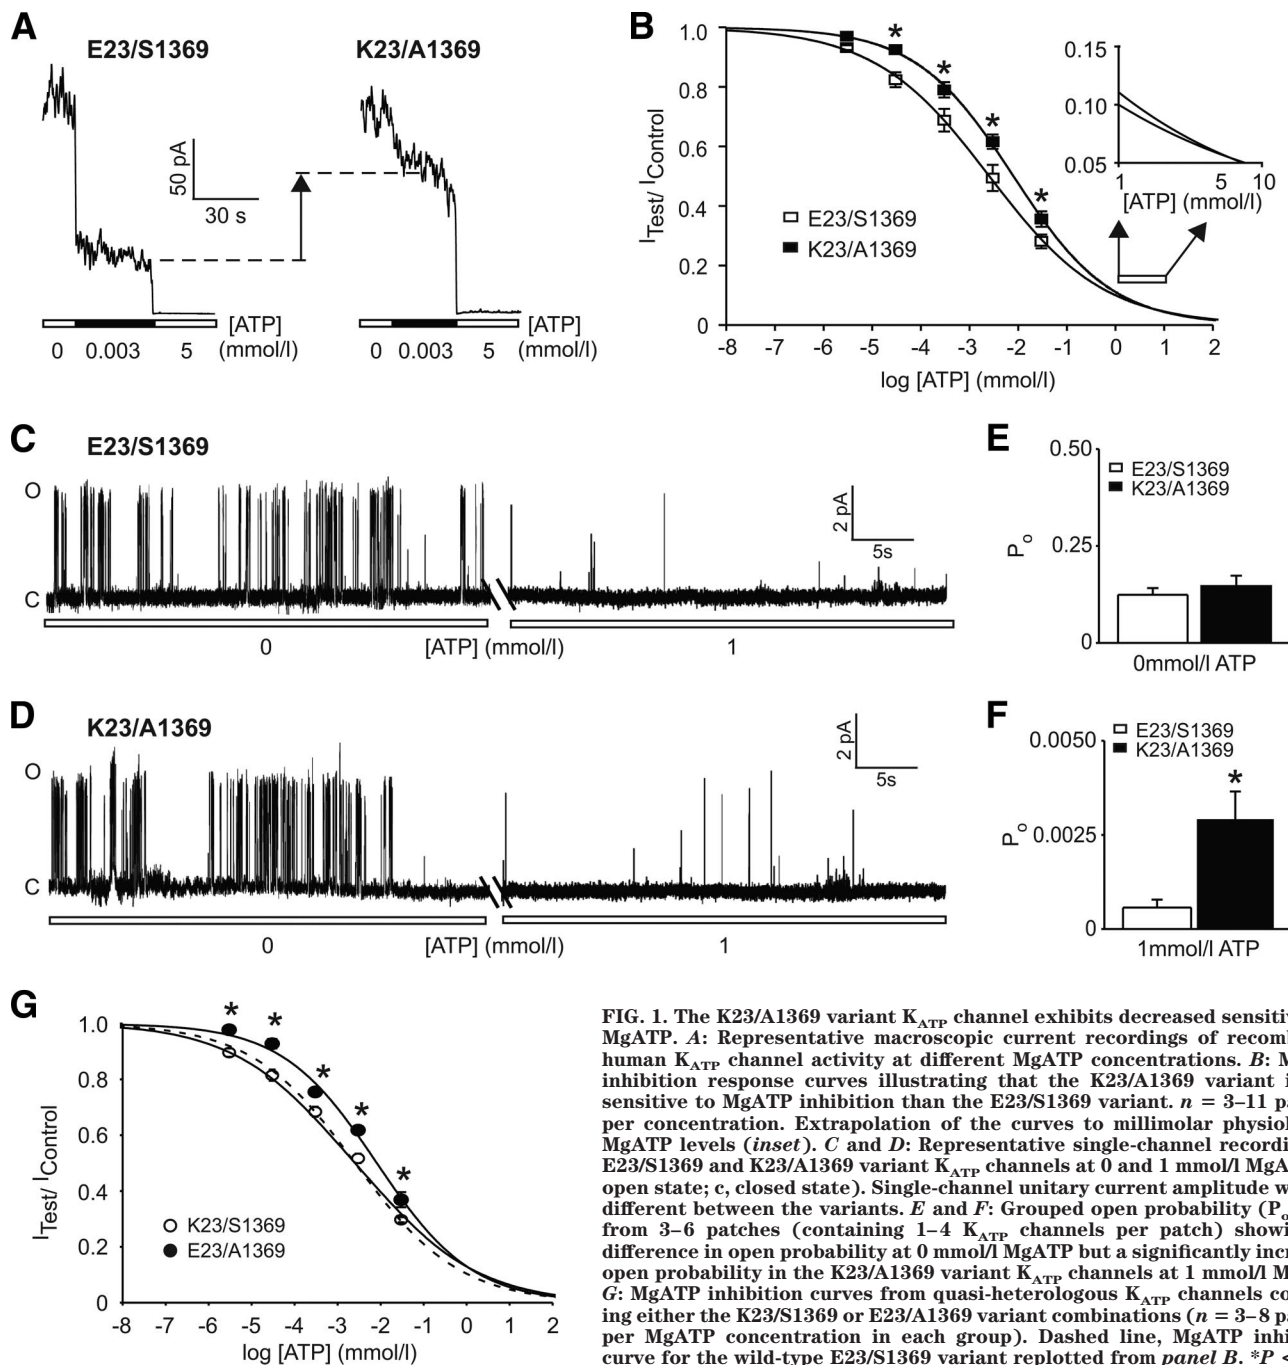 A
E23/S1369
K23/A1369
50 pA
30 s
[ATP]
0 0.003 5 (mmol/l)
[ATP]
0 0.003 5 (mmol/l)
B
ITest/ IControl
1.0
0.8
0.6
0.4
0.2
0
* * * * *
E23/S1369
K23/A1369
-8 -7 -6 -5 -4 -3 -2 -1 0 1 2
log [ATP] (mmol/l)
0.15
0.10
0.05
1 5 10
[ATP] (mmol/l)
C
E23/S1369
O
C
2 pA
5s
0 [ATP] (mmol/l) 1
D
K23/A1369
O
C
2 pA
5s
0 [ATP] (mmol/l) 1
E
0.50
0.25
0
Po
E23/S1369
K23/A1369
0mmol/l ATP
F
0.0050
0.0025
0
Po
E23/S1369
K23/A1369
*
1mmol/l ATP
G
ITest/ IControl
1.0
0.8
0.6
0.4
0.2
0
* * * * *
K23/S1369
E23/A1369
-8 -7 -6 -5 -4 -3 -2 -1 0 1 2
log [ATP] (mmol/l)
FIG. 1. The K23/A1369 variant KATP channel exhibits decreased
MgATP. A: Representative macroscopic current recordings of
human KATP channel activity at different MgATP concentrations. B:
inhibition response curves illustrating that the K23/A1369 variant
sensitive to MgATP inhibition than the E23/S1369 variant. n = 3–11
per concentration. Extrapolation of the curves to millimolar
MgATP levels (inset). C and D: Representative single-channel
E23/S1369 and K23/A1369 variant KATP channels at 0 and 1 mmol/l
open state; c, closed state). Single-channel unitary current amplitude
different between the variants. E and F: Grouped open probability (Po
from 3–6 patches (containing 1–4 KATP channels per patch)
difference in open probability at 0 mmol/l MgATP but a significantly
open probability in the K23/A1369 variant KATP channels at 1 mmol/l
G: MgATP inhibition curves from quasi-heterologous KATP channels
ing either the K23/S1369 or E23/A1369 variant combinations (n = 3–8
per MgATP concentration in each group). Dashed line, MgATP
curve for the wild-type E23/S1369 variant replotted from panel B. *P <